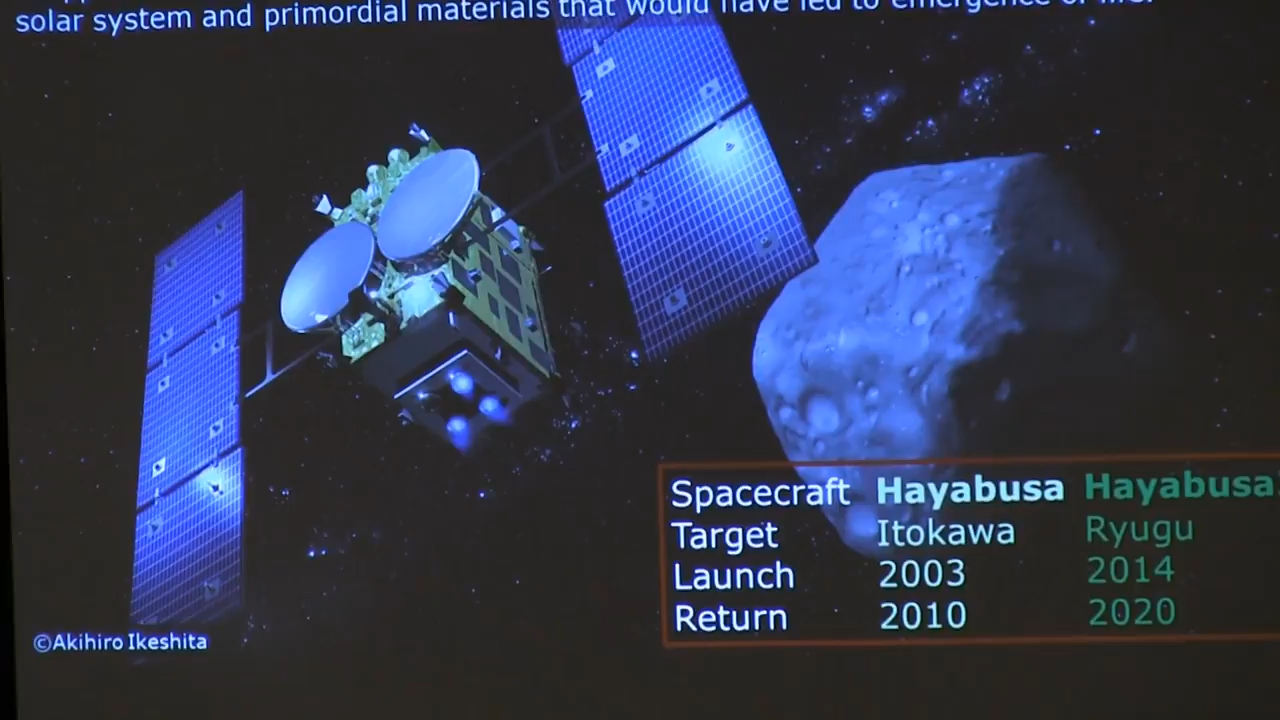 solar system and primordial materials that would have led to emergence of life.
Spacecraft Hayabusa Hayabusa
Target Itokawa Ryugu
Launch 2003 2014
Return 2010 2020
©Akihiro Ikeshita